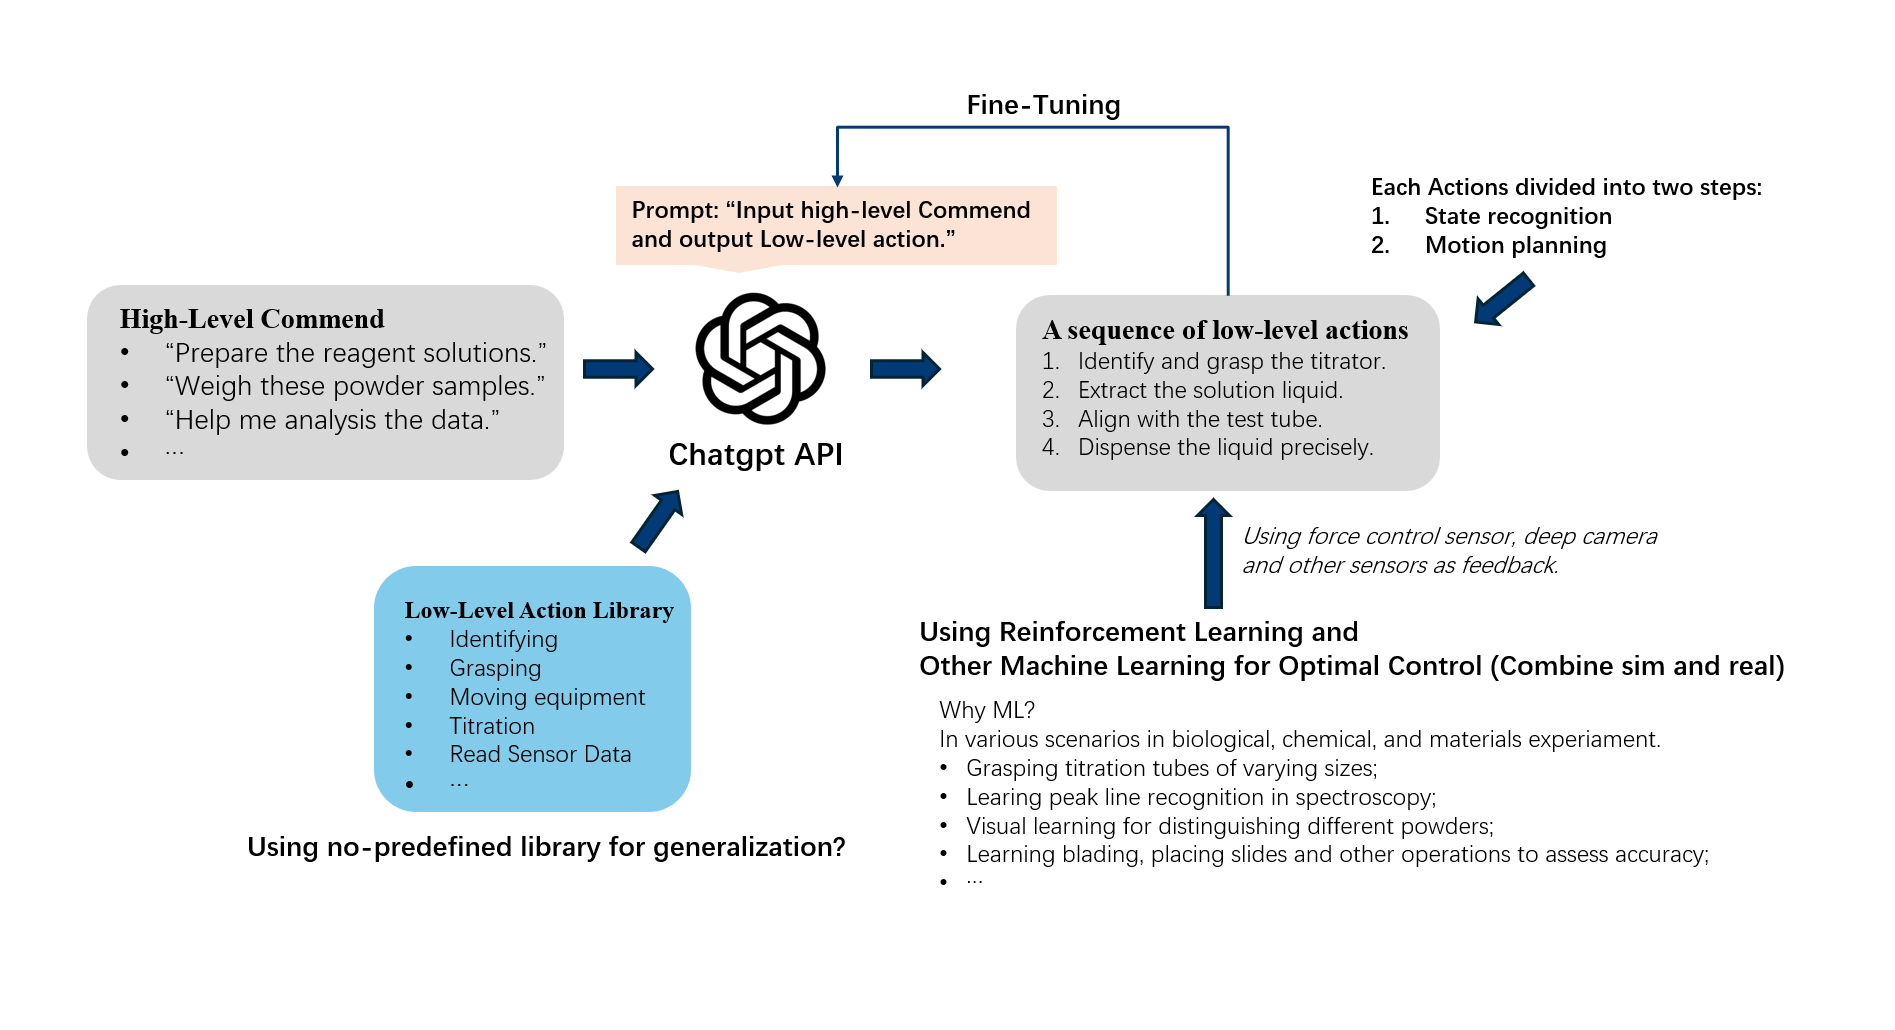 Fine-Tuning
Prompt: “Input high-level Commend
and output Low-level action.”
Each Actions divided into two steps:
1. State recognition
2. Motion planning
High-Level Commend
• “Prepare the reagent solutions.”
• “Weigh these powder samples.”
• “Help me analysis the data.”
• ...
Chatgpt API
A sequence of low-level actions
1. Identify and grasp the titrator.
2. Extract the solution liquid.
3. Align with the test tube.
4. Dispense the liquid precisely.
Using force control sensor, deep camera
and other sensors as feedback.
Low-Level Action Library
• Identifying
• Grasping
• Moving equipment
• Titration
• Read Sensor Data
• ...
Using no-predefined library for generalization?
Using Reinforcement Learning and
Other Machine Learning for Optimal Control (Combine sim and real)
Why ML?
In various scenarios in biological, chemical, and materials experiament.
• Grasping titration tubes of varying sizes;
• Learing peak line recognition in spectroscopy;
• Visual learning for distinguishing different powders;
• Learning blading, placing slides and other operations to assess accuracy;
• ...